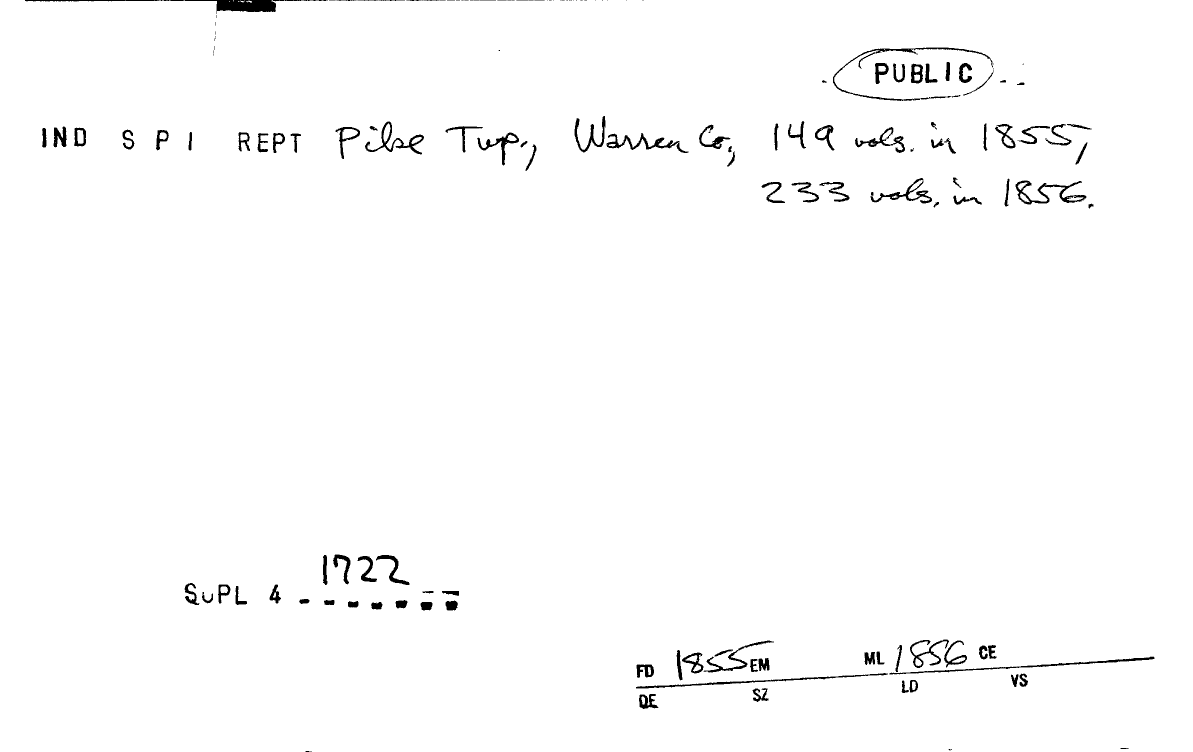 PUBLIC
IND S P I REPT Pike Twp., Warren Co., 149 vols. in 1855,
233 vols. in 1856.
1722
SUPL 4
FD 1855 EM ML 1856 CE
QE SZ LD VS